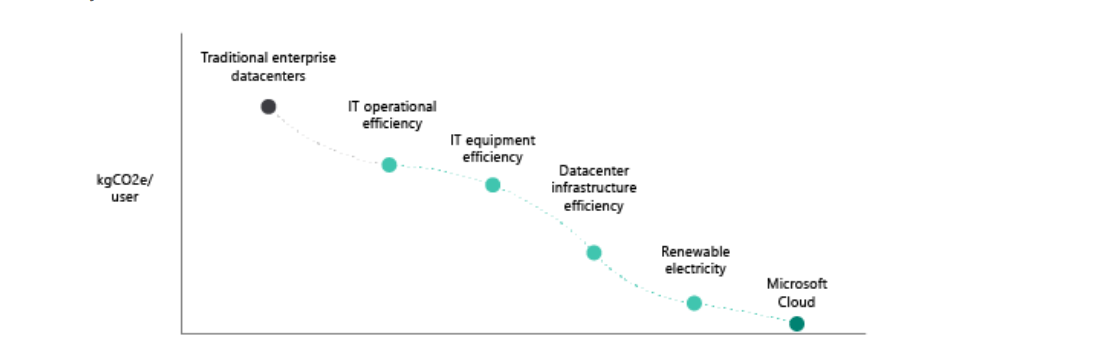 Traditional enterprise
datacenters
IT operational
efficiency
IT equipment
efficiency
Datacenter
infrastructure
efficiency
kgCO2e/
user
Renewable
electricity
Microsoft
Cloud